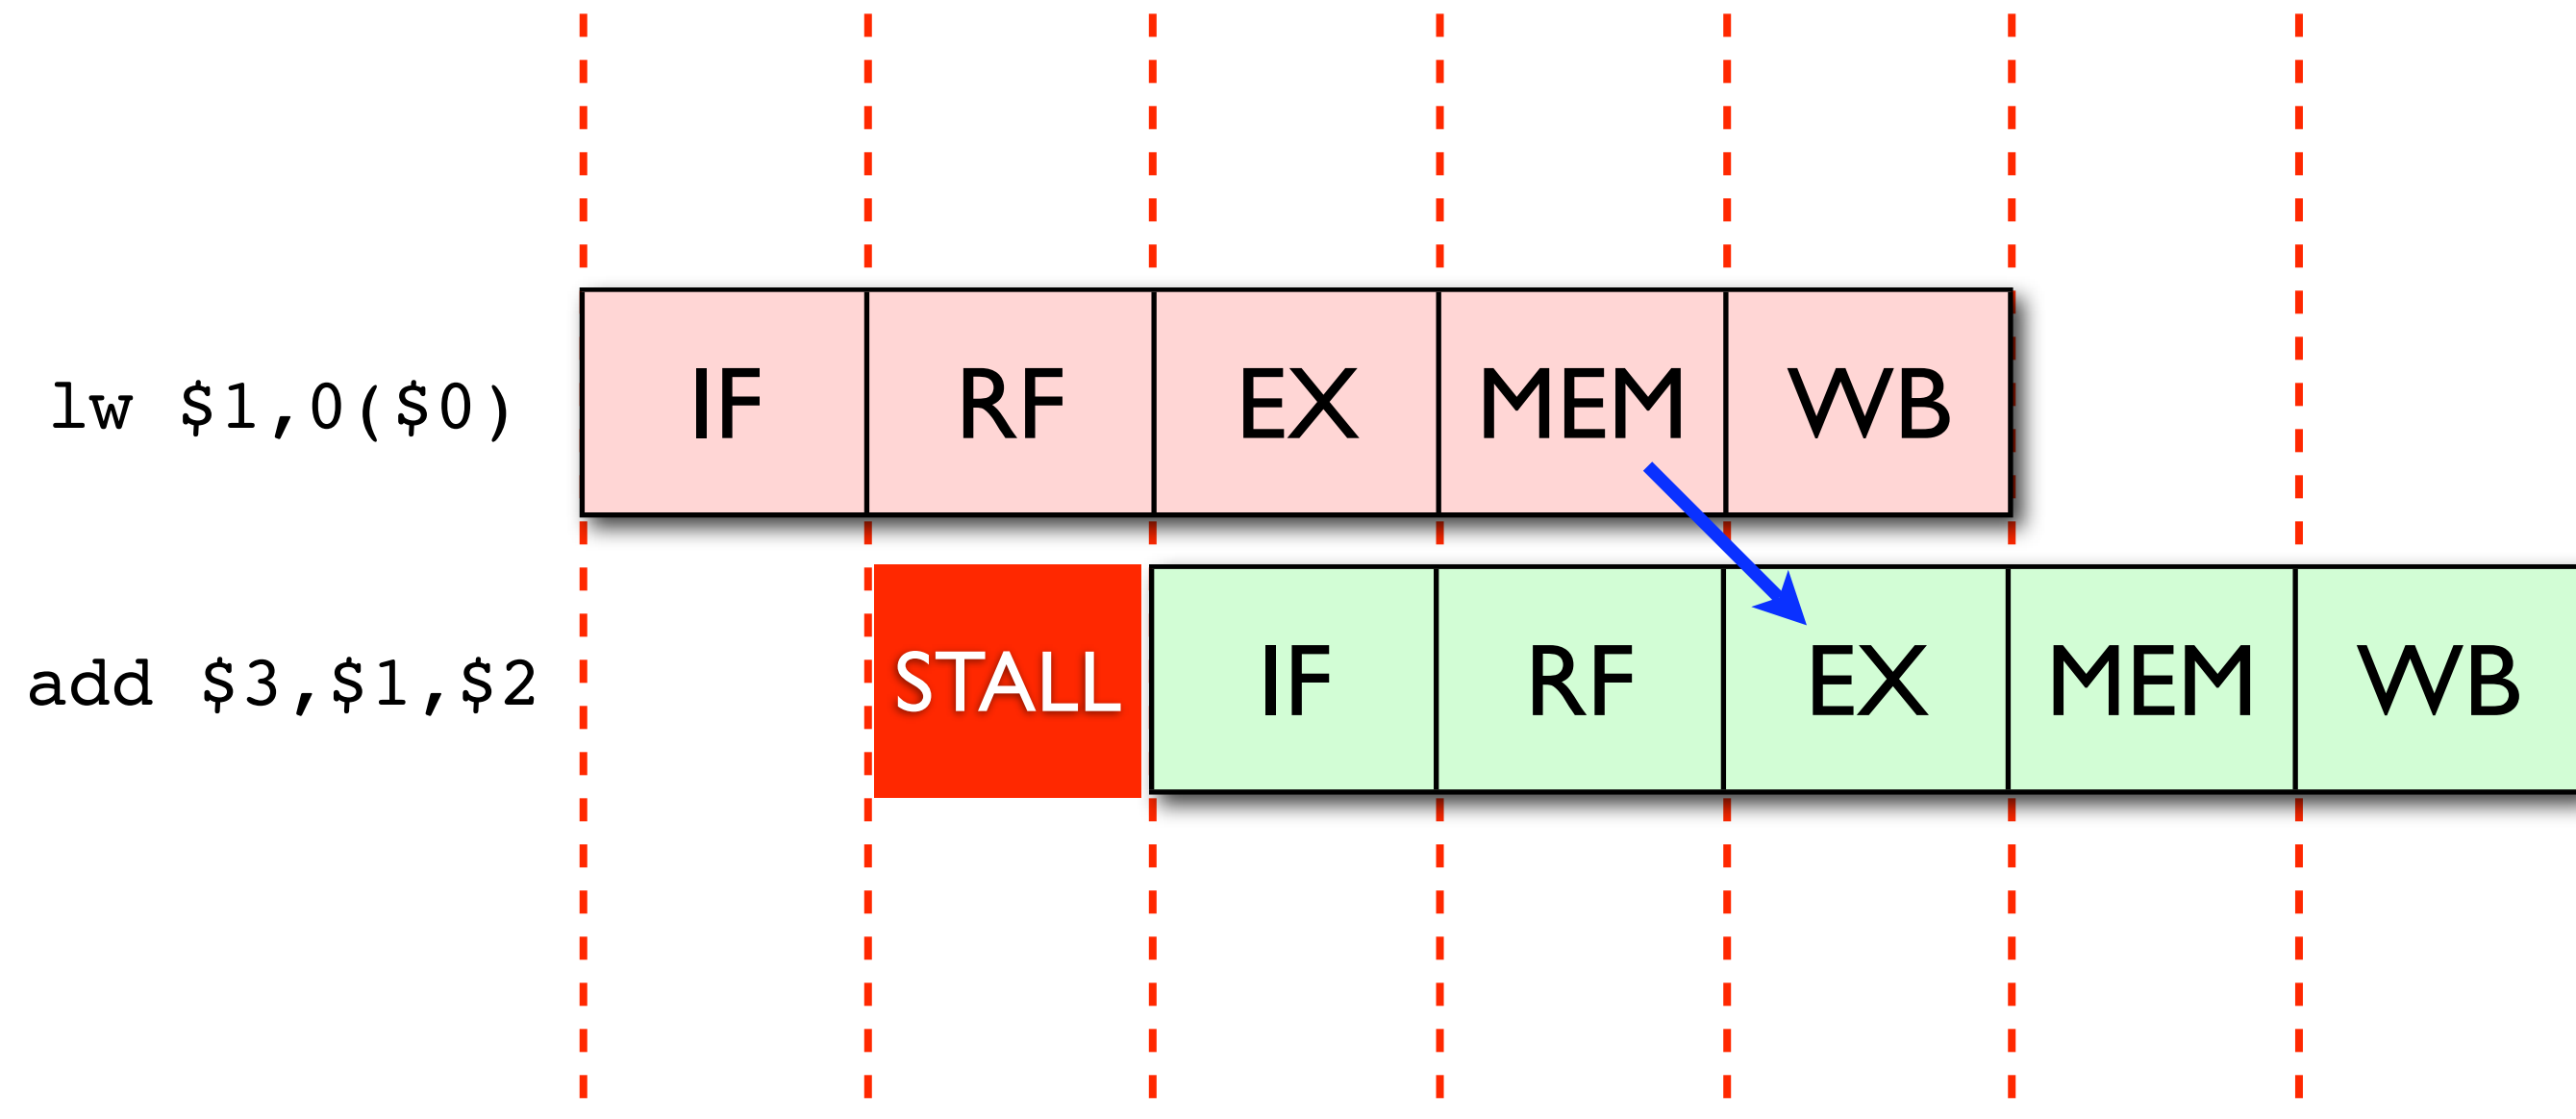 lw $1,0($0) IF RF EX MEM WB
add $3,$1,$2 STALL IF RF EX MEM WB